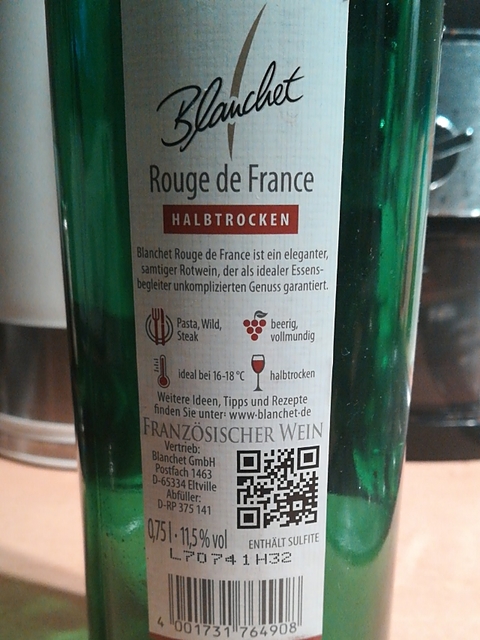 Blanchet
Rouge de France
HALBTROCKEN
Blanchet Rouge de France ist ein eleganter,
samtiger Rotwein, der als idealer Essens-
begleiter unkomplizierten Genuss garantiert.
Pasta, Wild,
Steak
beerig,
vollmundig
ideal bei 16-18 °C
halbtrocken
Weitere Ideen, Tipps und Rezepte
finden Sie unter: www-blanchet-de
FRANZÖSISCHER WEIN
Vertrieb:
Blanchet GmbH
Postfach 1463
D-65334 Eltville
Abfüller:
D-RP 375 141
0,75 l · 11,5 % vol
ENTHÄLT SULFITE
L70741H32
4 001731 764908